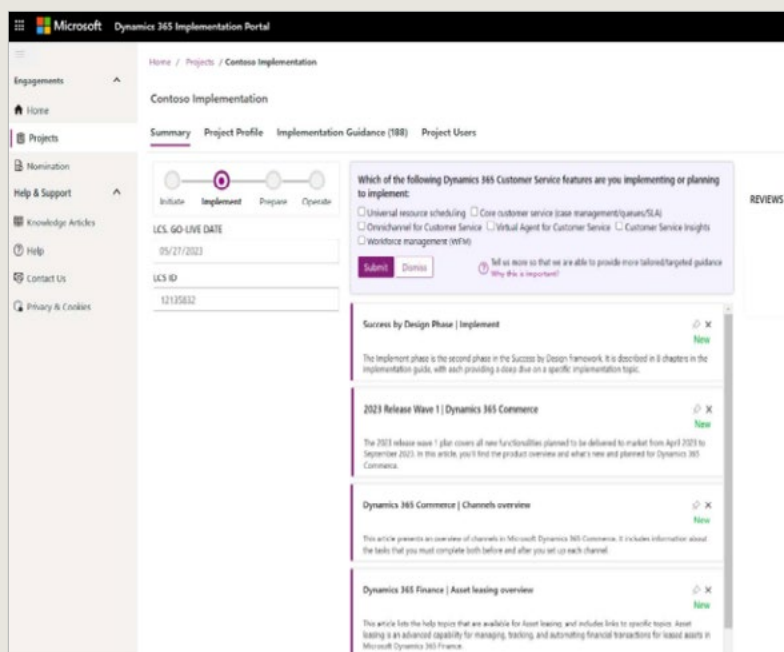 Microsoft Dynamics 365 Implementation Portal
Engagements
Home
Projects
Nomination
Help & Support
Knowledge Articles
Help
Contact Us
Privacy & Cookies
Home / Projects / Contoso Implementation
Contoso Implementation
Summary Project Profile Implementation Guidance (188) Project Users
Initiate Implement Prepare Operate
LCS. GO-LIVE DATE
05/27/2023
LCS ID
12135832
Which of the following Dynamics 365 Customer Service features are you implementing or planning
to implement:
Universal resource scheduling Core customer service (case management/queues/SLA)
Omnichannel for Customer Service Virtual Agent for Customer Service Customer Service Insights
Workforce management (WFM)
Submit Dismiss
Tell us more so that we are able to provide more tailored/targeted guidance
Why this is important?
REVIEWS
Success by Design Phase | Implement
New
The Implement phase is the second phase in the Success by Design framework. It is described in 8 chapters in the
implementation guide, with each providing a deep dive on a specific implementation topic.
2023 Release Wave 1 | Dynamics 365 Commerce
New
The 2023 release wave 1 plan covers all new functionalities planned to be delivered to market from April 2023 to
September 2023. In this article, you'll find the product overview and what's new and planned for Dynamics 365
Commerce.
Dynamics 365 Commerce | Channels overview
New
This article presents an overview of channels in Microsoft Dynamics 365 Commerce. It includes information about
the tasks that you must complete both before and after you set up each channel.
Dynamics 365 Finance | Asset leasing overview
New
This article lists the help topics that are available for Asset leasing, and includes links to specific topics. Asset
leasing is an advanced capability for managing, tracking, and automating financial transactions for leased assets in
Microsoft Dynamics 365 Finance.